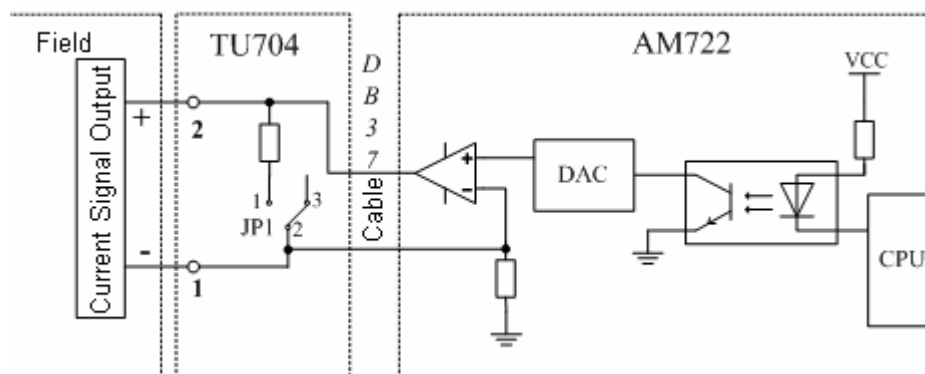 Field
TU704
AM722
Current Signal Output
+
2
-
1
1
3
JP1
2
D
B
3
7
Cable
+
-
DAC
VCC
CPU